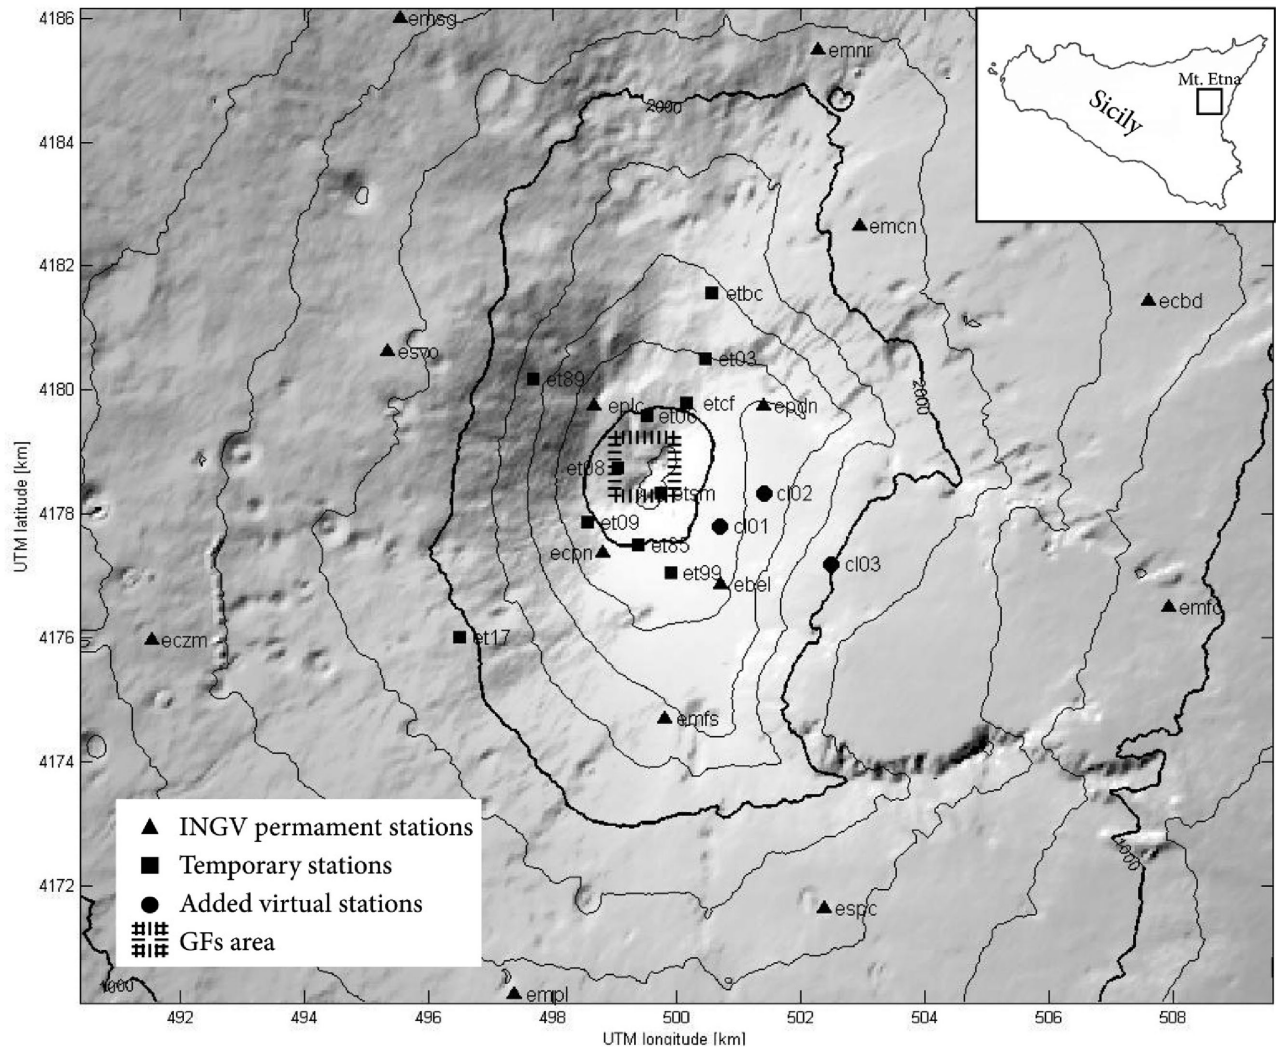 4186
emsg
emnr
Mt. Etna
Sicily
2000
4184
emcn
4182
etbc
ecbd
esvo
et03
et89
4180
2000
eplc
etcf
epdn
et06
et08
etsm
cl02
4178
et09
cl01
ecpn
et85
cl03
et99
ebel
emfo
4176
eczm
et17
emfs
4174
INGV permament stations
1000
Temporary stations
4172
Added virtual stations
espc
GFs area
1000
empl
492
494
496
498
500
502
504
506
508
UTM longitude [km]
UTM latitude [km]